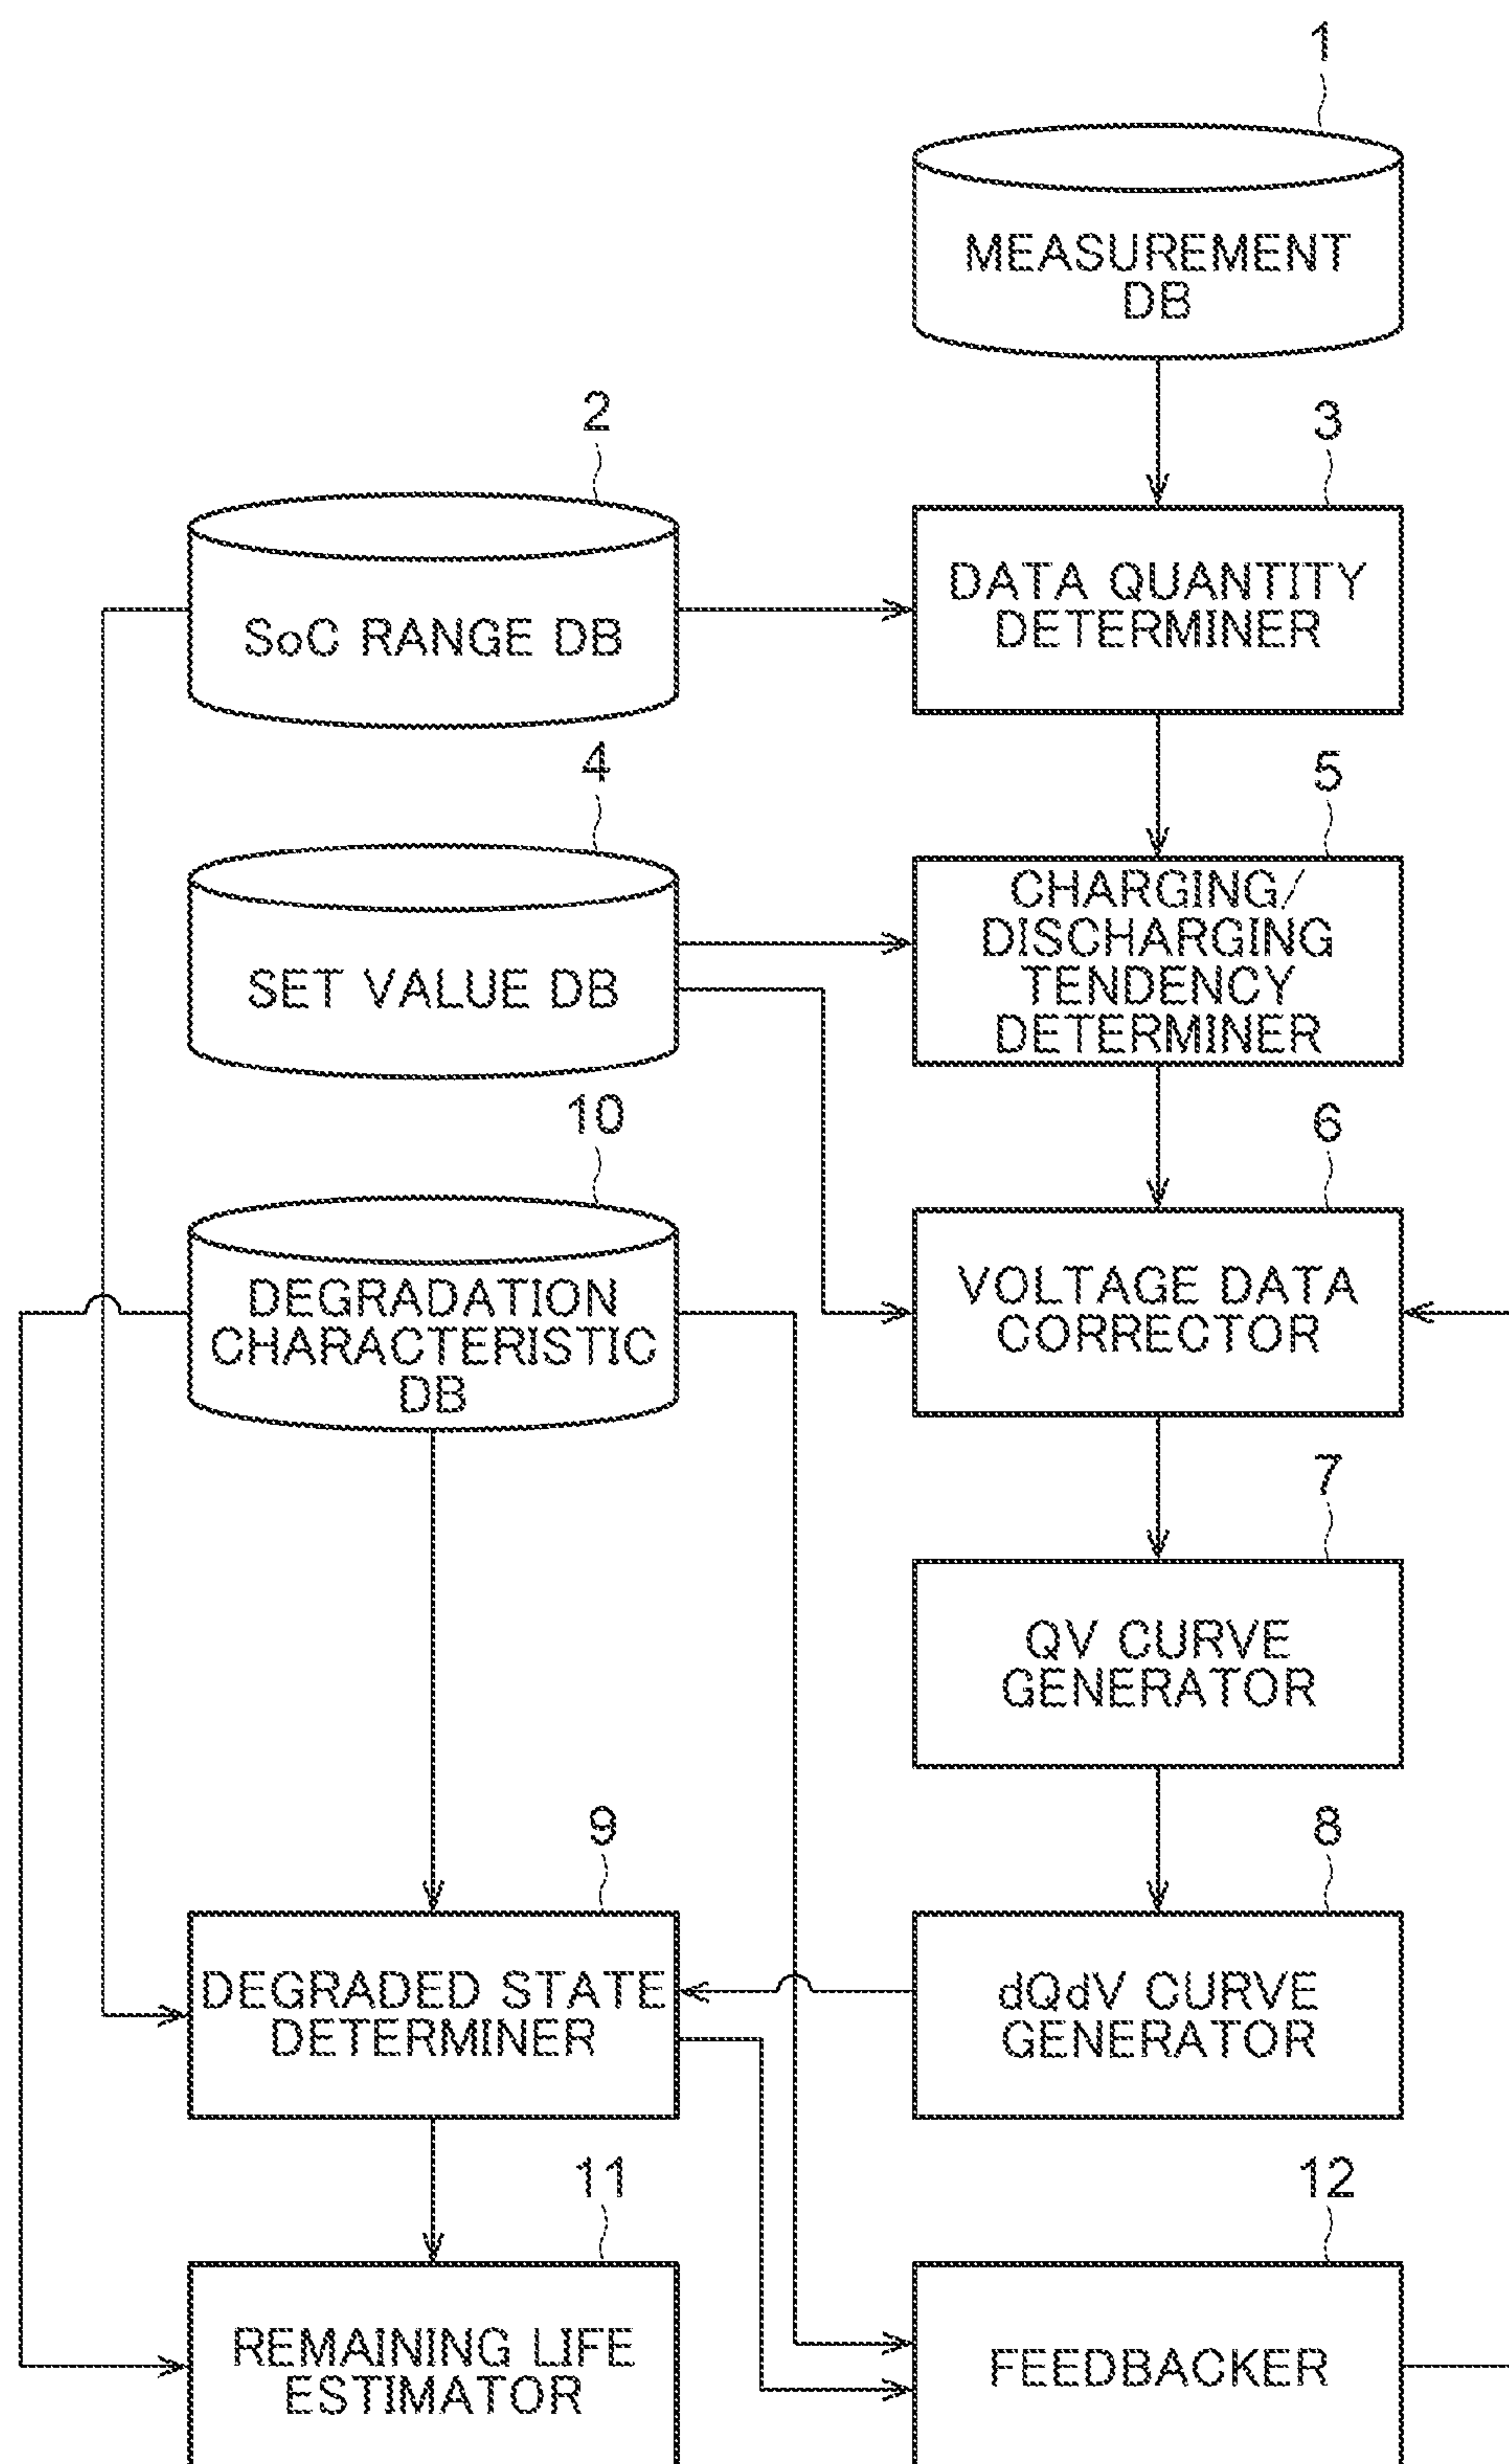 1
MEASUREMENT
DB
2
3
SoC RANGE DB
DATA QUANTITY
DETERMINER
4
5
SET VALUE DB
CHARGING/
DISCHARGING
TENDENCY
DETERMINER
10
6
DEGRADATION
CHARACTERISTIC
DB
VOLTAGE DATA
CORRECTOR
7
QV CURVE
GENERATOR
9
8
DEGRADED STATE
DETERMINER
dQdV CURVE
GENERATOR
11
12
REMAINING LIFE
ESTIMATOR
FEEDBACKER